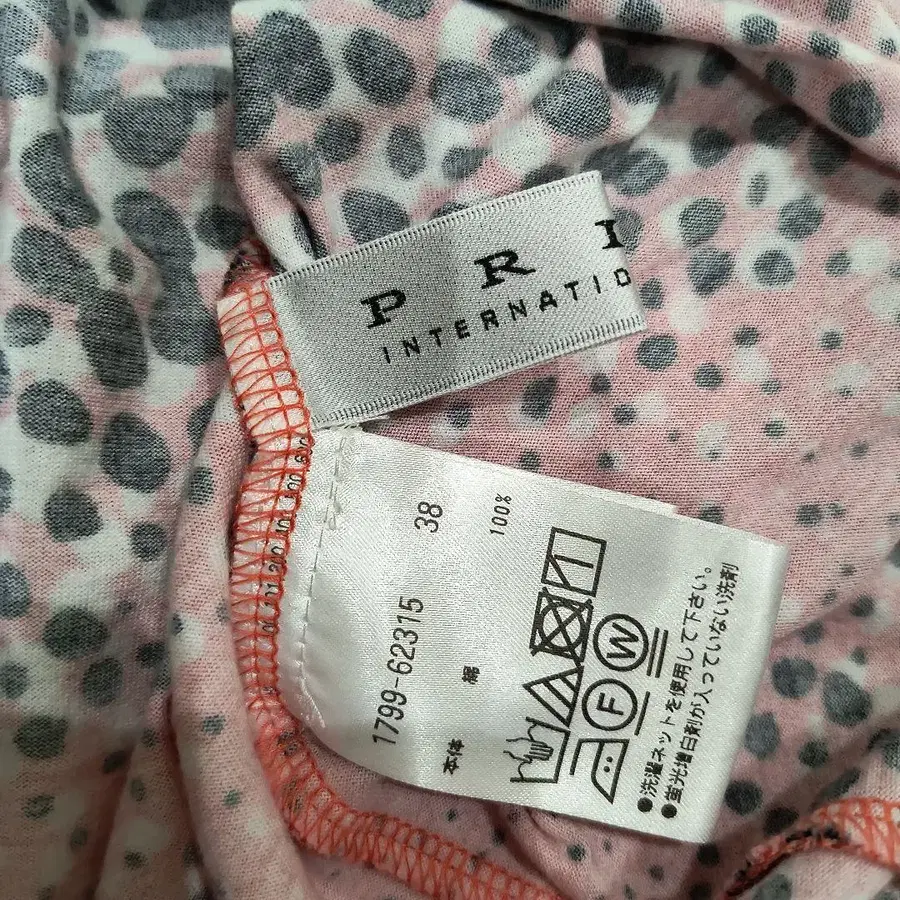 PRI
INTERNATIO
1799-62315
38
本体 綿 100%
W
F
●洗濯ネットを使用して下さい。
●蛍光増白剤が入っていない洗剤